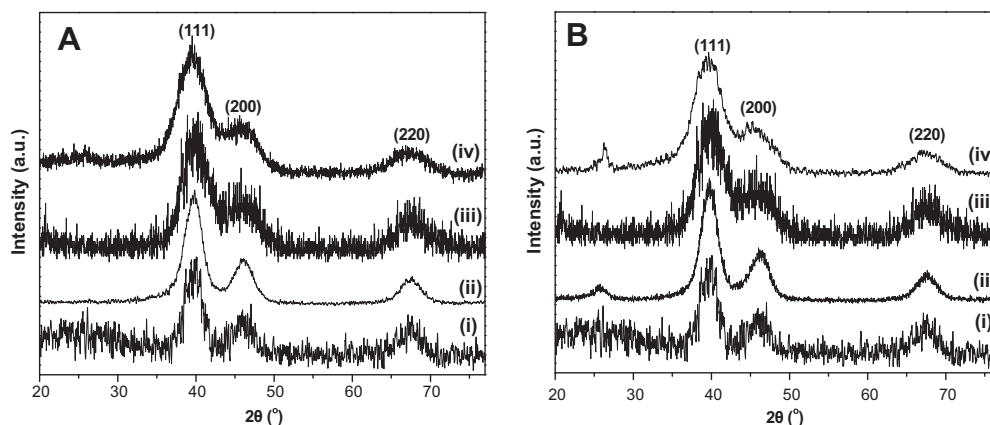 A
(111)
(200)
(220)
(iv)
(iii)
(ii)
(i)
Intensity (a.u.)
20 30 40 50 60 70
2θ (°)
B
(111)
(200)
(220)
(iv
(iii
(ii
(i)
Intensity (a.u.)
20 30 40 50 60 70
2θ (°)